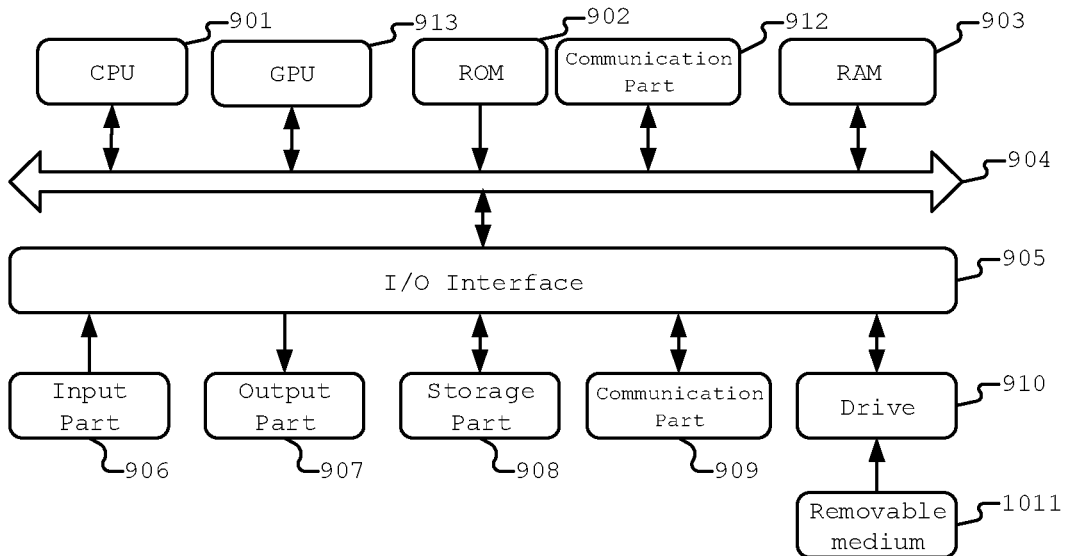 901
913
902
912
903
CPU
GPU
ROM
Communication
Part
RAM
904
I/O Interface
905
Input
Part
Output
Part
Storage
Part
Communication
Part
Drive
910
906
907
908
909
Removable
medium
1011